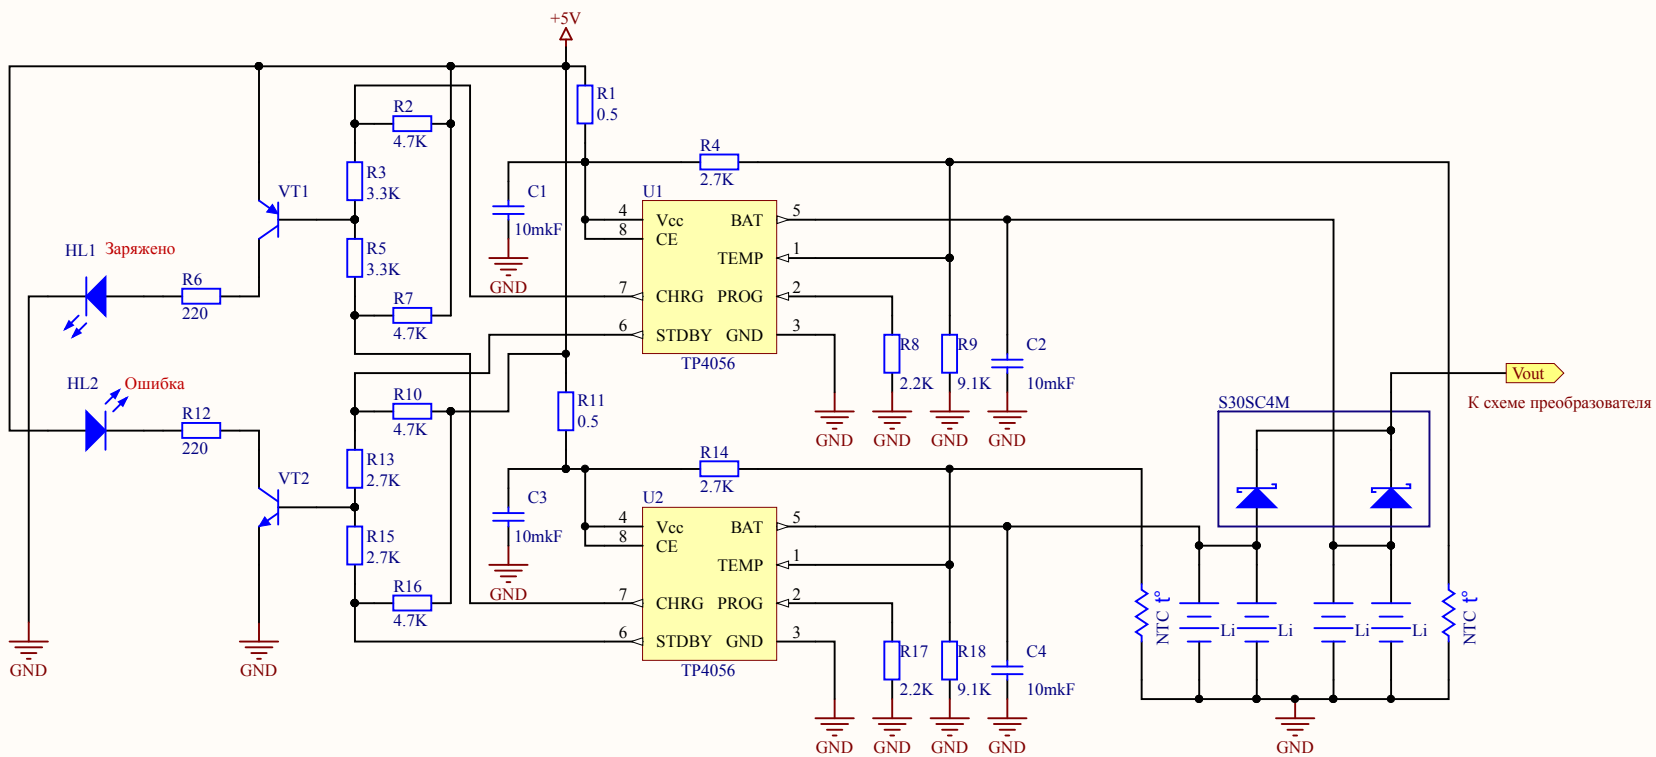 +5V
R1
0.5
R2
4.7K
R3
3.3K
R4
2.7K
VT1
C1
10mkF
GND
U1
4
Vcc
8
CE
BAT
5
TEMP
1
7
CHRG
PROG
2
6
STDBY
GND
3
TP4056
HL1
Заряжено
R5
3.3K
R6
220
R7
4.7K
R8
2.2K
R9
9.1K
C2
10mkF
GND
GND
GND
GND
Vout
К схеме преобразователя
S30SC4M
HL2
Ошибка
R10
4.7K
R11
0.5
R12
220
R13
2.7K
R14
2.7K
VT2
C3
10mkF
GND
U2
4
Vcc
8
CE
BAT
5
TEMP
1
7
CHRG
PROG
2
6
STDBY
GND
3
TP4056
R15
2.7K
R16
4.7K
R17
2.2K
R18
9.1K
C4
10mkF
NTC t°
Li
Li
Li
Li
NTC t°
GND
GND
GND
GND
GND
GND
GND